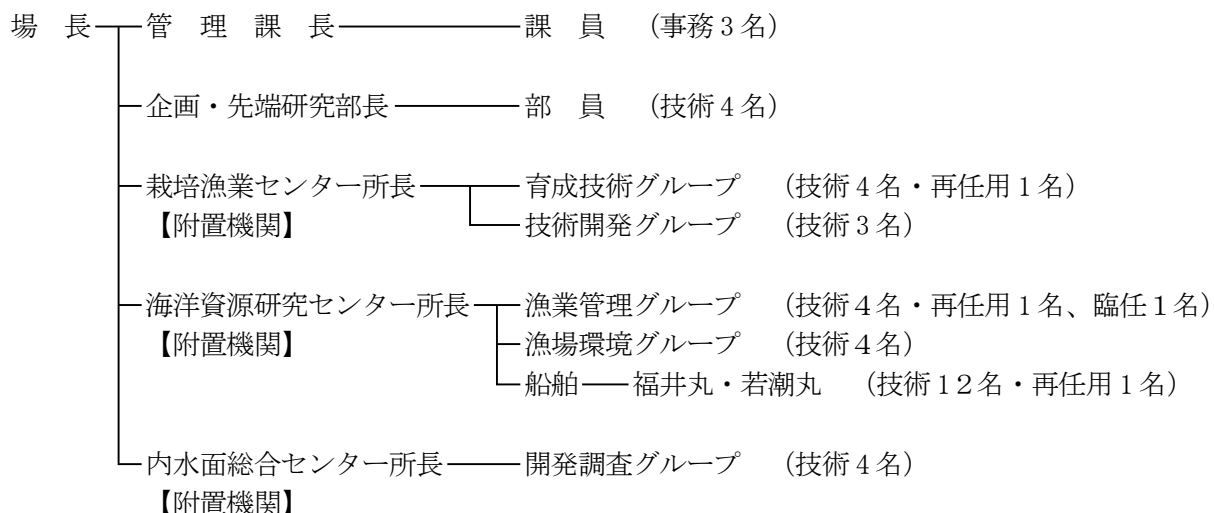 場　長 管　理　課　長 課　員　（事務３名）
企画・先端研究部長 部　員　（技術４名）
栽培漁業センター所長 育成技術グループ　（技術４名・再任用１名）
【附置機関】 技術開発グループ　（技術３名）
海洋資源研究センター所長 漁業管理グループ　（技術４名・再任用１名、臨任１名）
【附置機関】 漁場環境グループ　（技術４名）
船舶 福井丸・若潮丸　（技術１２名・再任用１名）
内水面総合センター所長 開発調査グループ　（技術４名）
【附置機関】